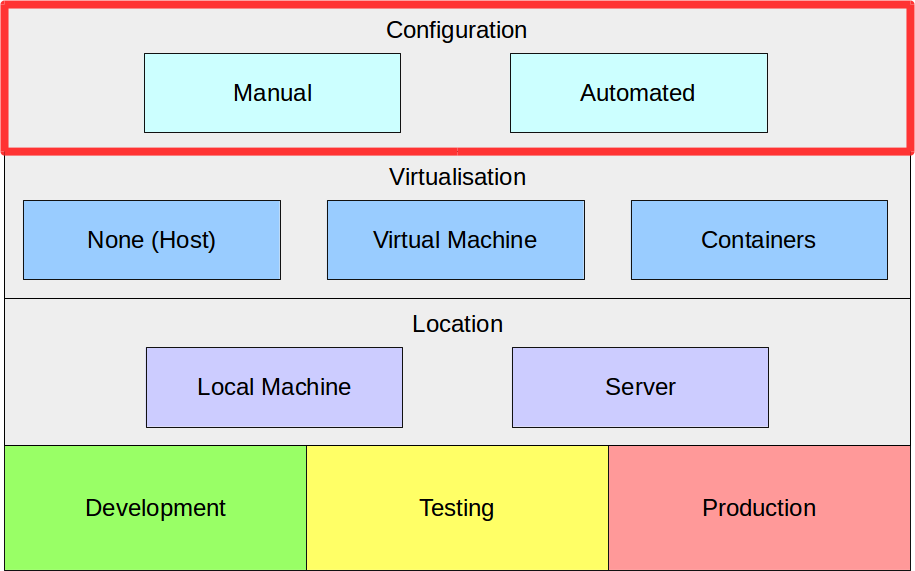 Configuration
Manual
Automated
Virtualisation
None (Host)
Virtual Machine
Containers
Location
Local Machine
Server
Development
Testing
Production